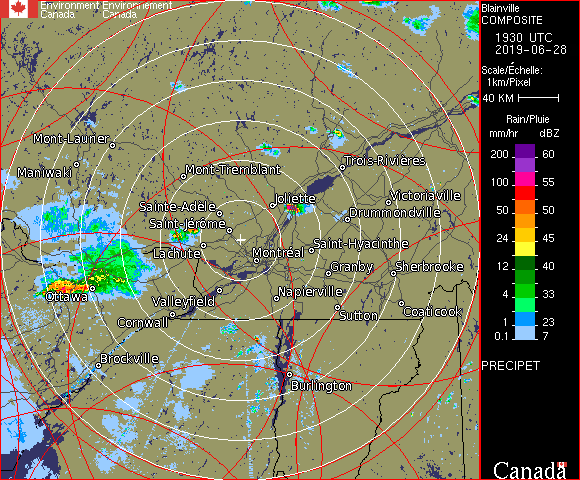 Environment Environnement
Canada Canada
Blainville
COMPOSITE
1930 UTC
2019-06-28
Scale/Échelle:
1km/Pixel
40 KM
Rain/Pluie
mm/hr dBZ
200 60
100 55
50 50
24 45
12 40
4 33
1 23
0.1 7
PRECIPET
Canada
Mont-Laurier
Maniwaki
Mont-Tremblant
Trois-Rivières
Sainte-Adèle
Joliette
Victoriaville
Saint-Jérôme
Drummondville
Lachute
Montréal
Saint-Hyacinthe
Granby
Sherbrooke
Ottawa
Valleyfield
Napierville
Cornwall
Sutton
Coaticook
Brockville
Burlington